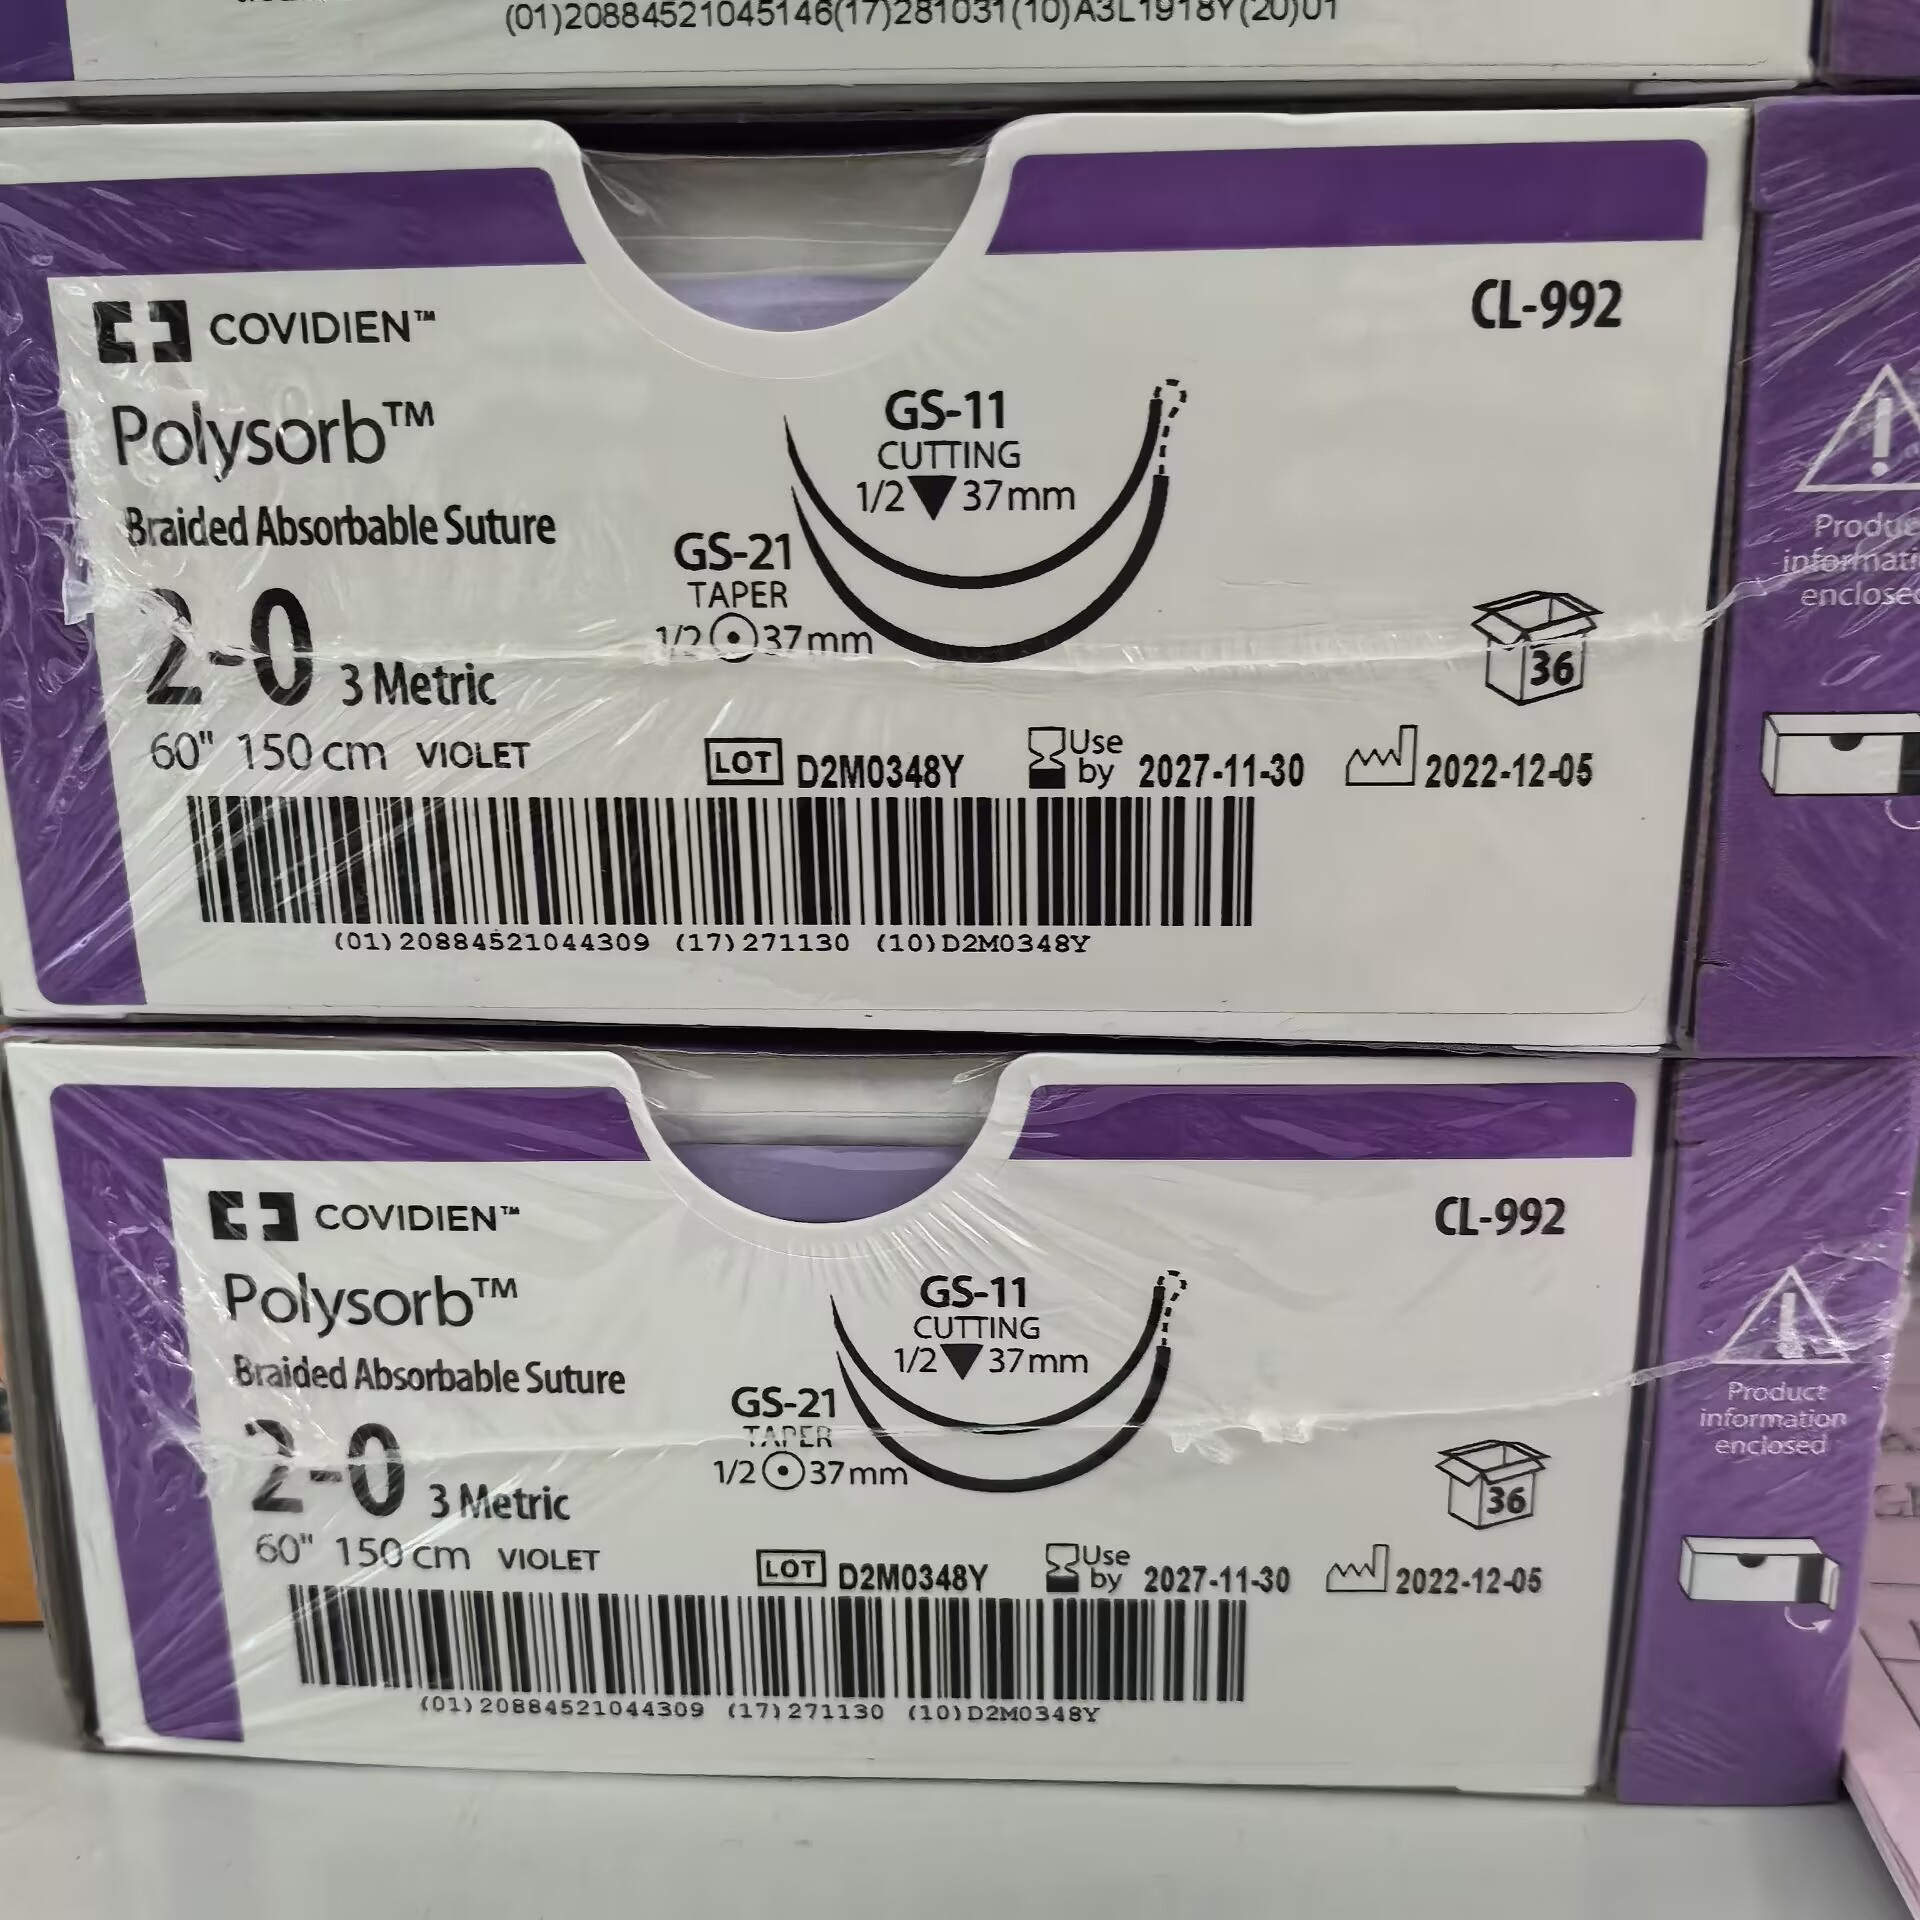 (01)20884521045146(17)281031(10)A3L1918Y(20)01
COVIDIEN™
CL-992
Polysorb™
GS-11
CUTTING
1/2 37mm
Braided Absorbable Suture
GS-21
TAPER
1/2 37mm
2-0 3 Metric
36
60" 150cm VIOLET
LOT D2M0348Y Use by 2027-11-30 2022-12-05
(01)20884521044309 (17)271130 (10)D2M0348Y
enclosed
COVIDIEN™
CL-992
Polysorb™
GS-11
CUTTING
1/2 37mm
Braided Absorbable Suture
GS-21
TAPER
1/2 37mm
2-0 3 Metric
36
60" 150cm VIOLET
LOT D2M0348Y Use by 2027-11-30 2022-12-05
(01)20884521044309 (17)271130 (10)D2M0348Y
Product
information
enclosed